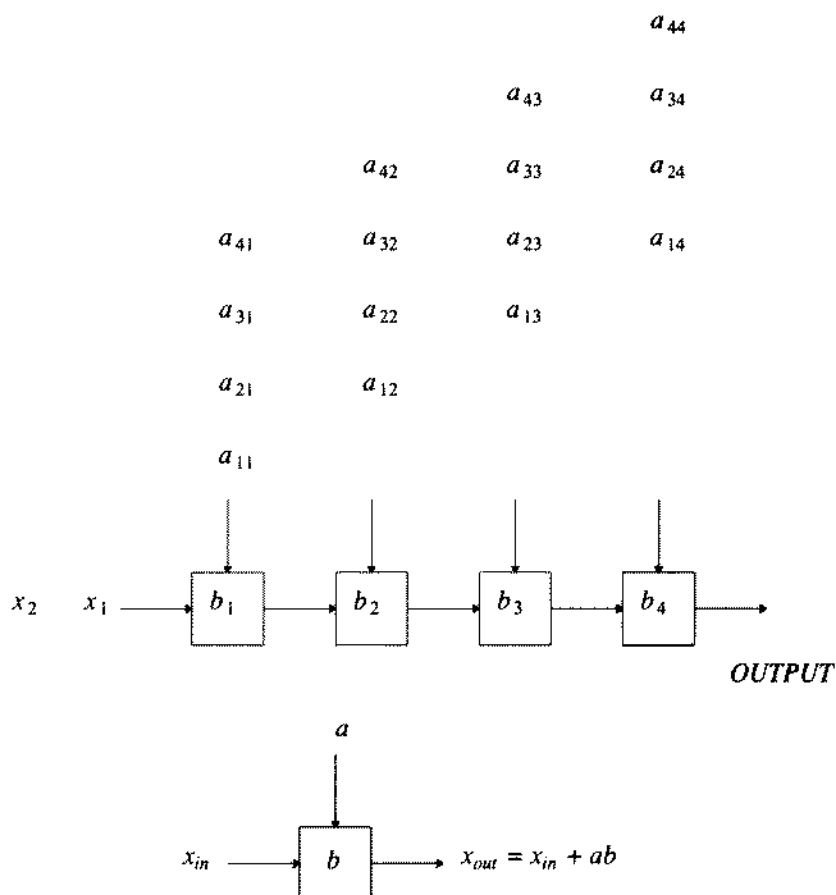 a44
a43 a34
a42 a33 a24
a41 a32 a23 a14
a31 a22 a13
a21 a12
a11
x2 x1 b1 b2 b3 b4
OUTPUT
a
xin b xout = xin + ab